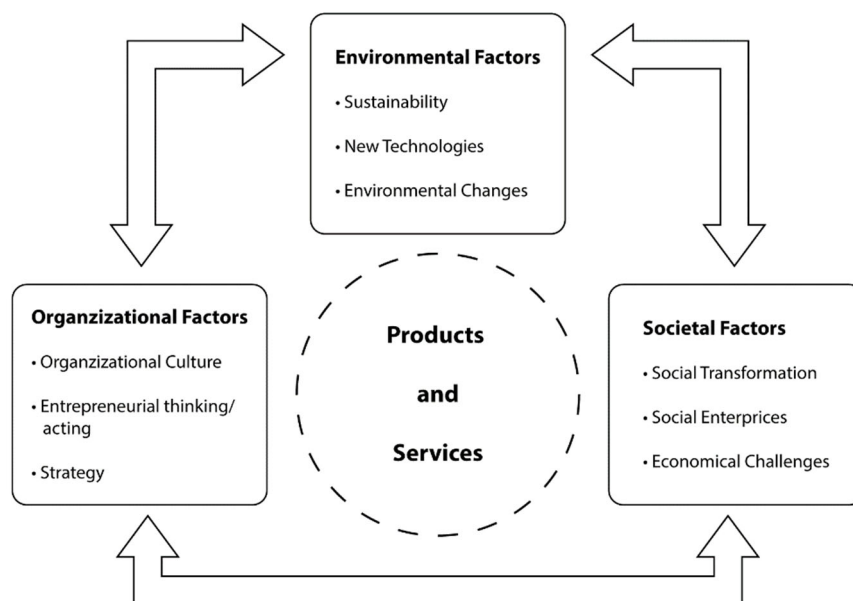 Environmental Factors
• Sustainability
• New Technologies
• Environmental Changes
Organzizational Factors
• Organzizational Culture
• Entrepreneurial thinking/
acting
• Strategy
Products
and
Services
Societal Factors
• Social Transformation
• Social Enterprices
• Economical Challenges